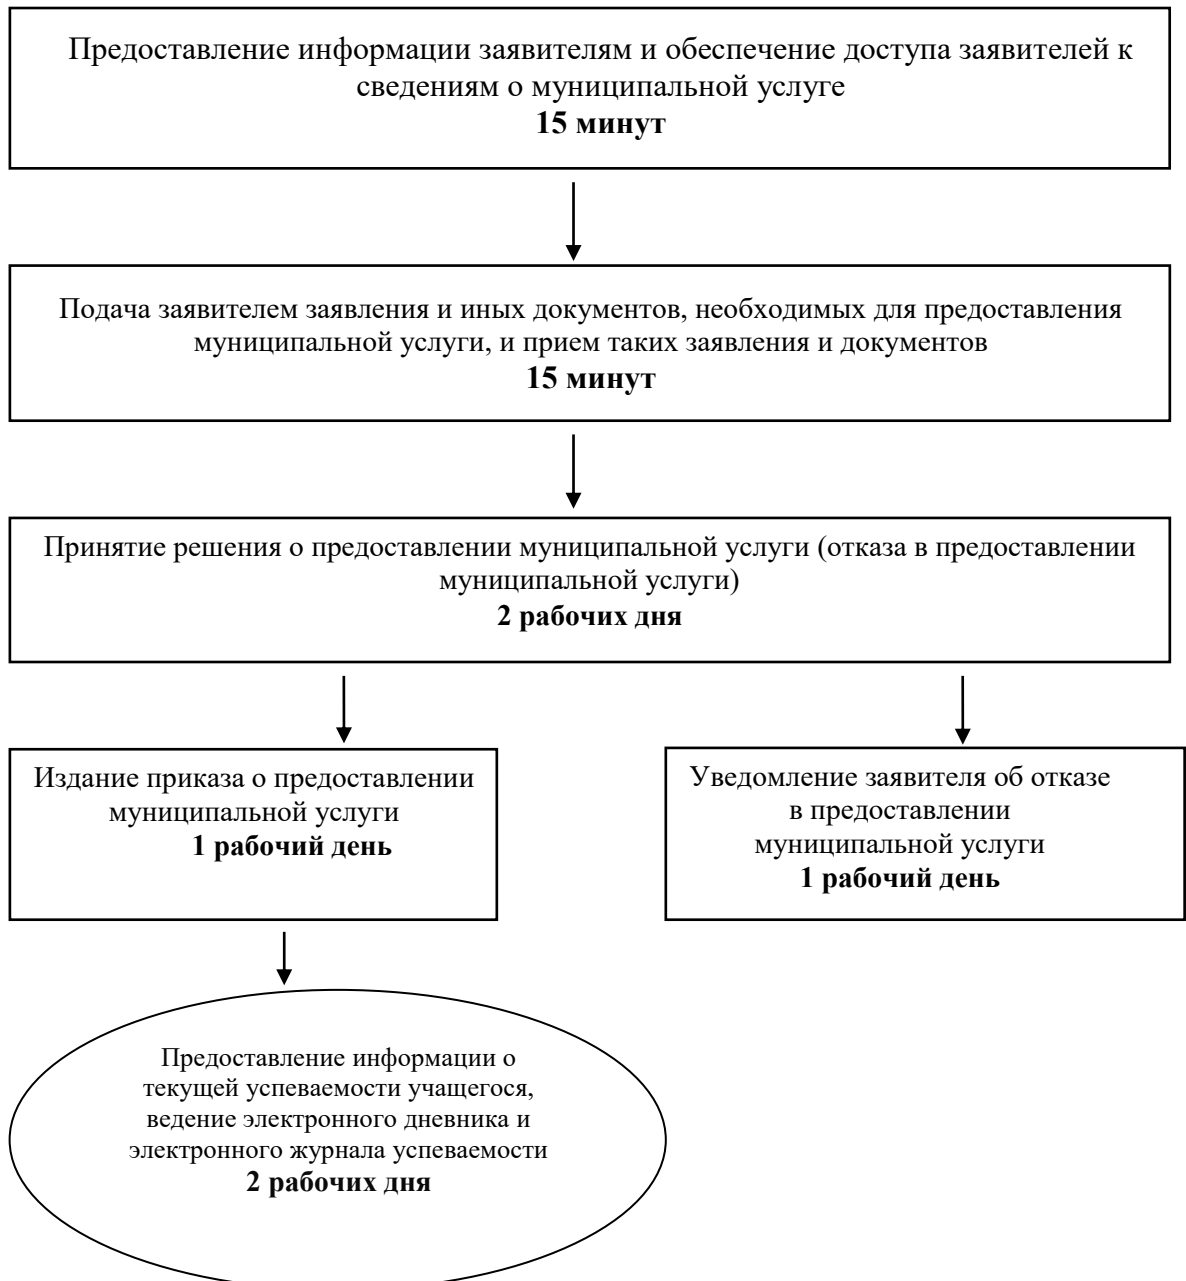 Предоставление информации заявителям и обеспечение доступа заявителей к
сведениям о муниципальной услуге
15 минут
Подача заявителем заявления и иных документов, необходимых для предоставления
муниципальной услуги, и прием таких заявления и документов
15 минут
Принятие решения о предоставлении муниципальной услуги (отказа в предоставлении
муниципальной услуги)
2 рабочих дня
Издание приказа о предоставлении
муниципальной услуги
1 рабочий день
Уведомление заявителя об отказе
в предоставлении
муниципальной услуги
1 рабочий день
Предоставление информации о
текущей успеваемости учащегося,
ведение электронного дневника и
электронного журнала успеваемости
2 рабочих дня